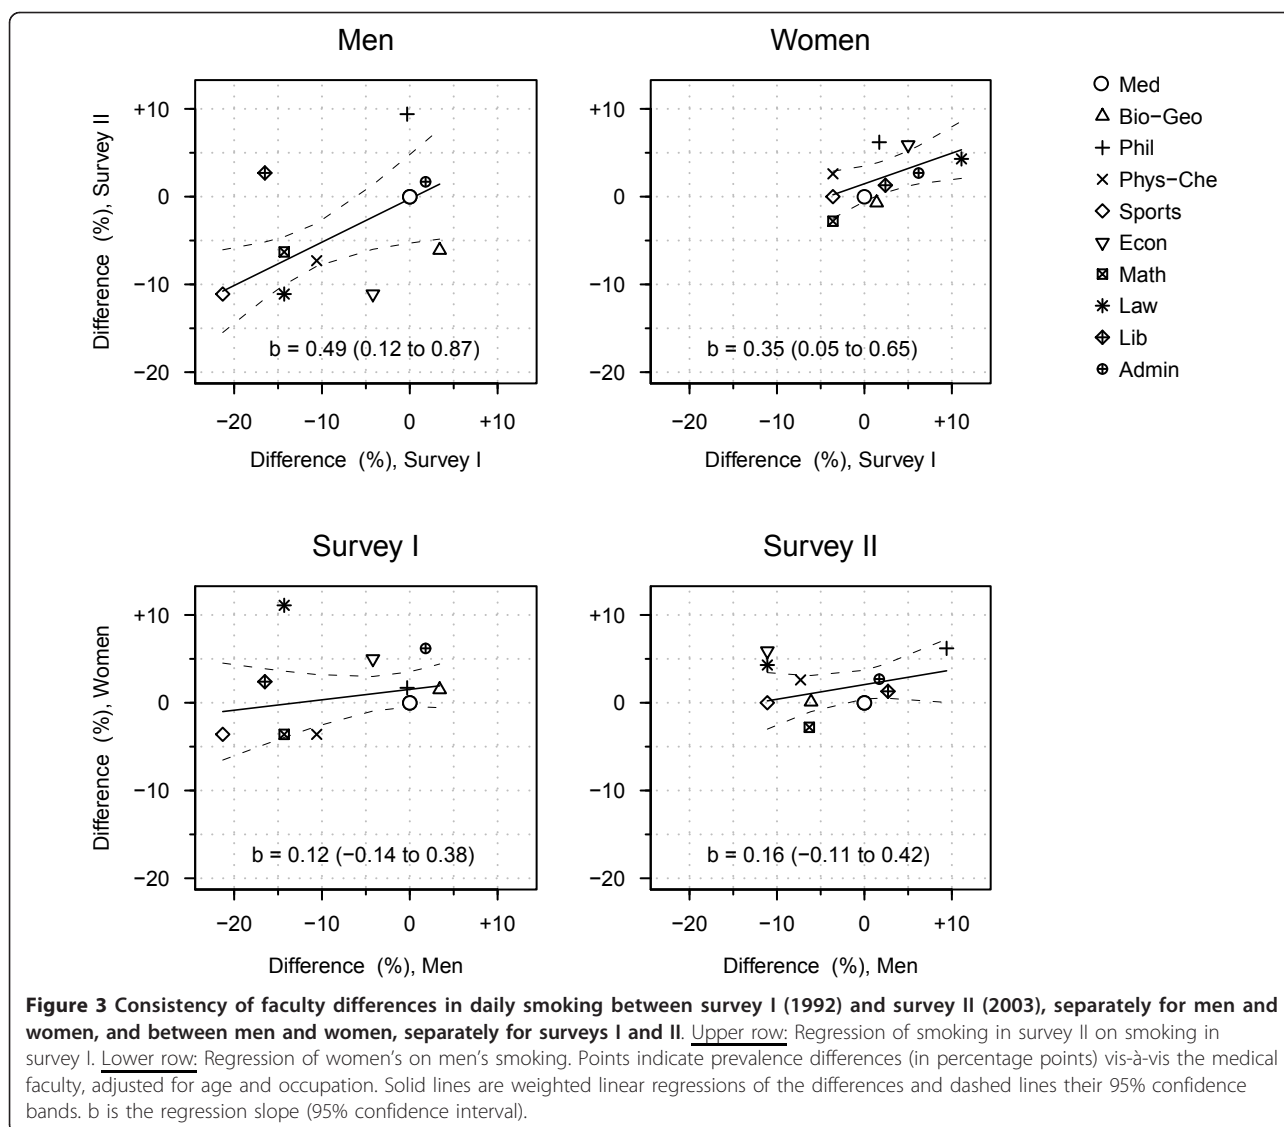 Men
Women
+10
0
−10
−20
Difference (%), Survey II
b = 0.49 (0.12 to 0.87)
−20 −10 0 +10
Difference (%), Survey I
+10
0
−10
−20
b = 0.35 (0.05 to 0.65)
−20 −10 0 +10
Difference (%), Survey I
Med
Bio−Geo
Phil
Phys−Che
Sports
Econ
Math
Law
Lib
Admin
Survey I
Survey II
+10
0
−10
−20
Difference (%), Women
b = 0.12 (−0.14 to 0.38)
−20 −10 0 +10
Difference (%), Men
+10
0
−10
−20
b = 0.16 (−0.11 to 0.42)
−20 −10 0 +10
Difference (%), Men
Figure 3 Consistency of faculty differences in daily smoking between survey I (1992) and survey II (2003), separately for men and
women, and between men and women, separately for surveys I and II. Upper row: Regression of smoking in survey II on smoking in
survey I. Lower row: Regression of women's on men's smoking. Points indicate prevalence differences (in percentage points) vis-à-vis the medical
faculty, adjusted for age and occupation. Solid lines are weighted linear regressions of the differences and dashed lines their 95% confidence
bands. b is the regression slope (95% confidence interval).